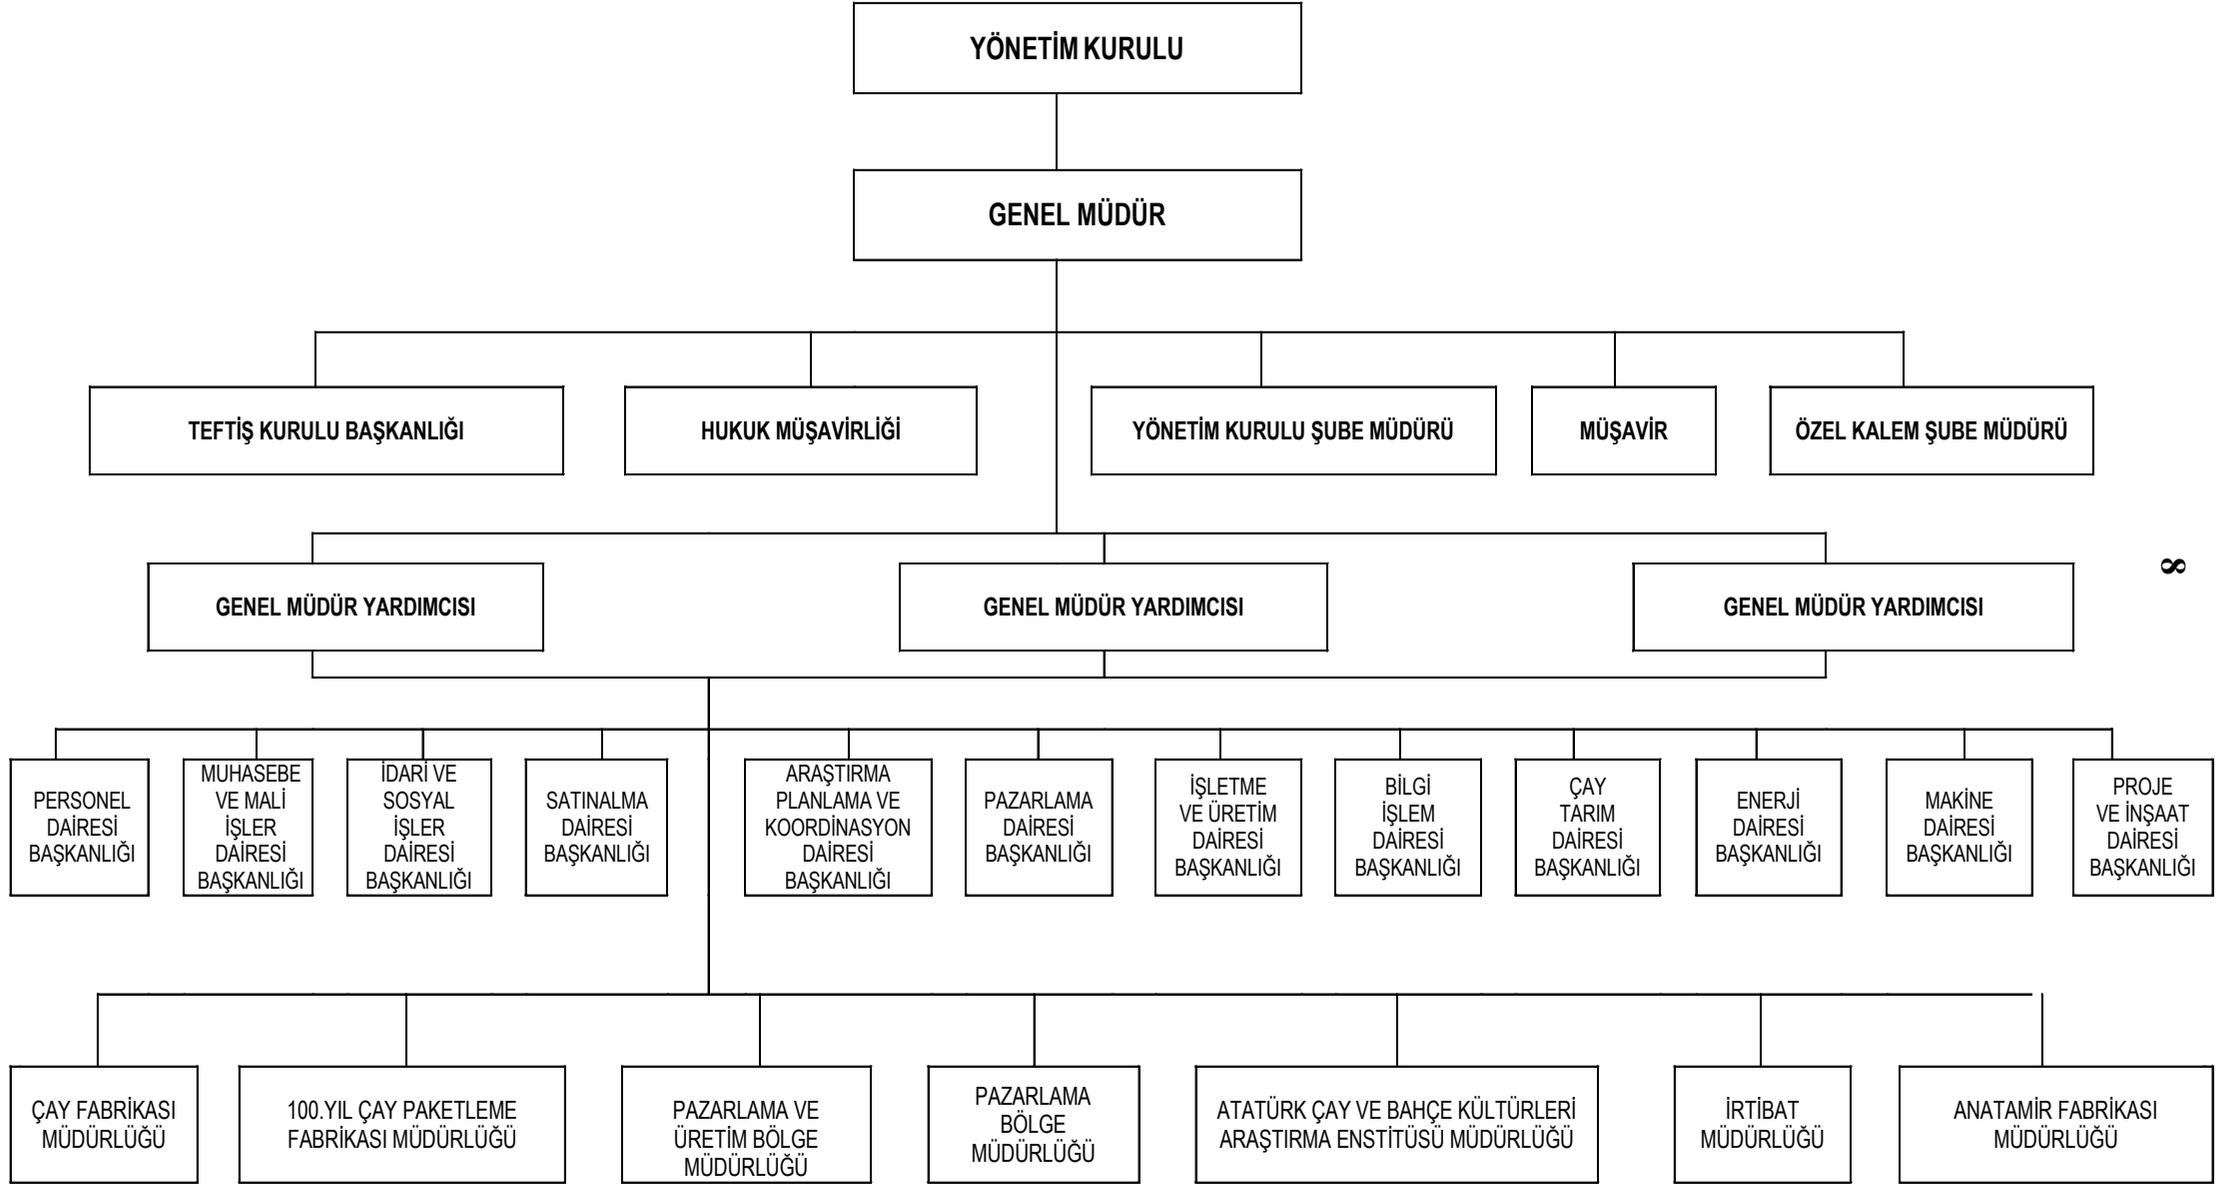 YÖNETİM KURULU
GENEL MÜDÜR
TEFTİŞ KURULU BAŞKANLIĞI
HUKUK MÜŞAVİRLİĞİ
YÖNETİM KURULU ŞUBE MÜDÜRÜ
MÜŞAVİR
ÖZEL KALEM ŞUBE MÜDÜRÜ
8
GENEL MÜDÜR YARDIMCISI
GENEL MÜDÜR YARDIMCISI
GENEL MÜDÜR YARDIMCISI
PERSONEL
DAİRESİ
BAŞKANLIĞI
MUHASEBE
VE MALİ
İŞLER
DAİRESİ
BAŞKANLIĞI
İDARİ VE
SOSYAL
İŞLER
DAİRESİ
BAŞKANLIĞI
SATINALMA
DAİRESİ
BAŞKANLIĞI
ARAŞTIRMA
PLANLAMA VE
KOORDİNASYON
DAİRESİ
BAŞKANLIĞI
PAZARLAMA
DAİRESİ
BAŞKANLIĞI
İŞLETME
VE ÜRETİM
DAİRESİ
BAŞKANLIĞI
BİLGİ
İŞLEM
DAİRESİ
BAŞKANLIĞI
ÇAY
TARIM
DAİRESİ
BAŞKANLIĞI
ENERJİ
DAİRESİ
BAŞKANLIĞI
MAKİNE
DAİRESİ
BAŞKANLIĞI
PROJE
VE İNŞAAT
DAİRESİ
BAŞKANLIĞI
ÇAY FABRİKASI
MÜDÜRLÜĞÜ
100.YIL ÇAY PAKETLEME
FABRİKASI MÜDÜRLÜĞÜ
PAZARLAMA VE
ÜRETİM BÖLGE
MÜDÜRLÜĞÜ
PAZARLAMA
BÖLGE
MÜDÜRLÜĞÜ
ATATÜRK ÇAY VE BAHÇE KÜLTÜRLERİ
ARAŞTIRMA ENSTİTÜSÜ MÜDÜRLÜĞÜ
İRTİBAT
MÜDÜRLÜĞÜ
ANATAMİR FABRİKASI
MÜDÜRLÜĞÜ